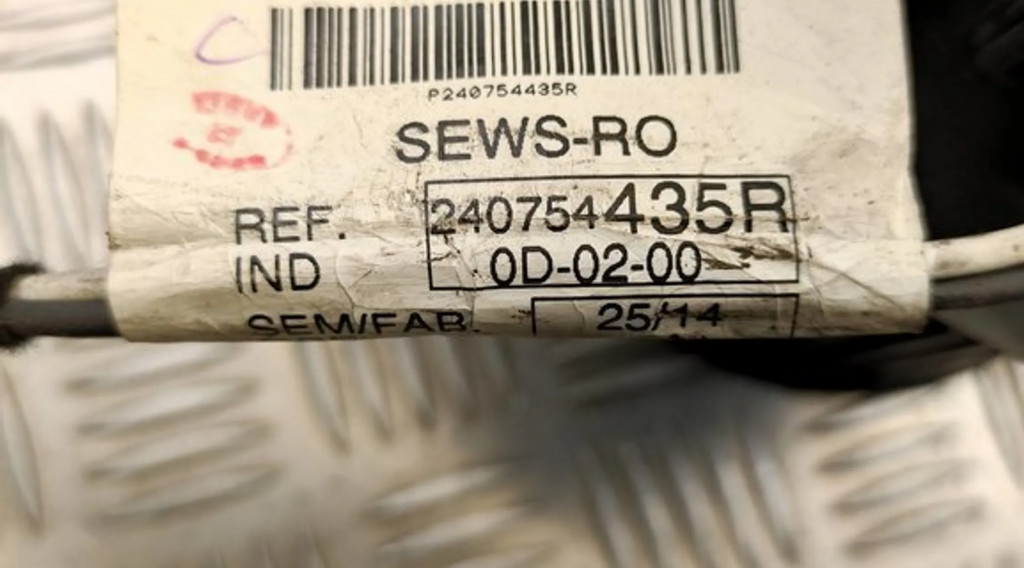 P240754435R
SEWS-RO
REF. 240754435R
IND 0D-02-00
SEM/FAB. 25/14